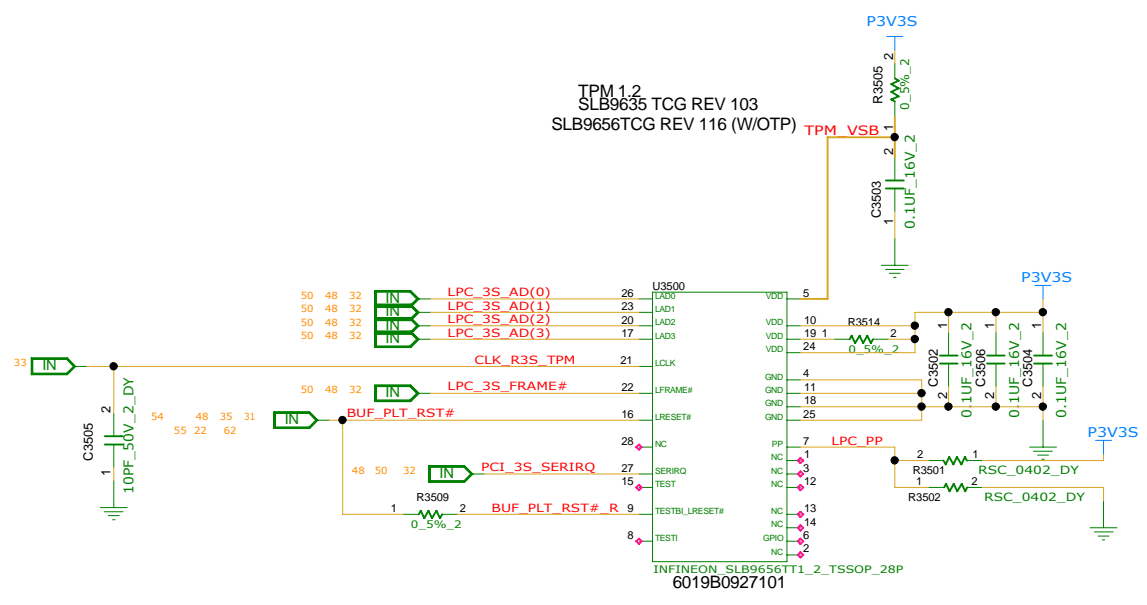 P3V3S
2
R3505
0_5%_2
1
TPM 1.2
SLB9635 TCG REV 103
SLB9656TCG REV 116 (W/OTP)
TPM_VSB
2
C3503
0.1UF_16V_2
1
U3500
P3V3S
50 48 32 IN LPC_3S_AD(0) 26 LAD0 VDD 5
50 48 32 IN LPC_3S_AD(1) 23 LAD1
50 48 32 IN LPC_3S_AD(2) 20 LAD2 VDD 10
50 48 32 IN LPC_3S_AD(3) 17 LAD3 VDD 19 1 R3514 2
0_5%_2
VDD 24
1 C3502 2 0.1UF_16V_2
1 C3506 2 0.1UF_16V_2
1 C3504 2 0.1UF_16V_2
33 IN CLK_R3S_TPM 21 LCLK
GND 4
50 48 32 IN LPC_3S_FRAME# 22 LFRAME# GND 11
GND 18
54 48 35 31 IN BUF_PLT_RST# 16 LRESET# GND 25
55 22 62
2
C3505
10PF_50V_2_DY
1
28 NC PP 7 LPC_PP
P3V3S
NC 1 2 R3501 1 RSC_0402_DY
48 50 32 IN PCI_3S_SERIRQ 27 SERIRQ NC 3
15 TEST NC 12 1 R3502 2 RSC_0402_DY
1 R3509 2 BUF_PLT_RST#_R 9 TESTBI_LRESET# NC 13
0_5%_2
NC 14
8 TESTI GPIO 6
NC 2
INFINEON_SLB9656TT1_2_TSSOP_28P
6019B0927101